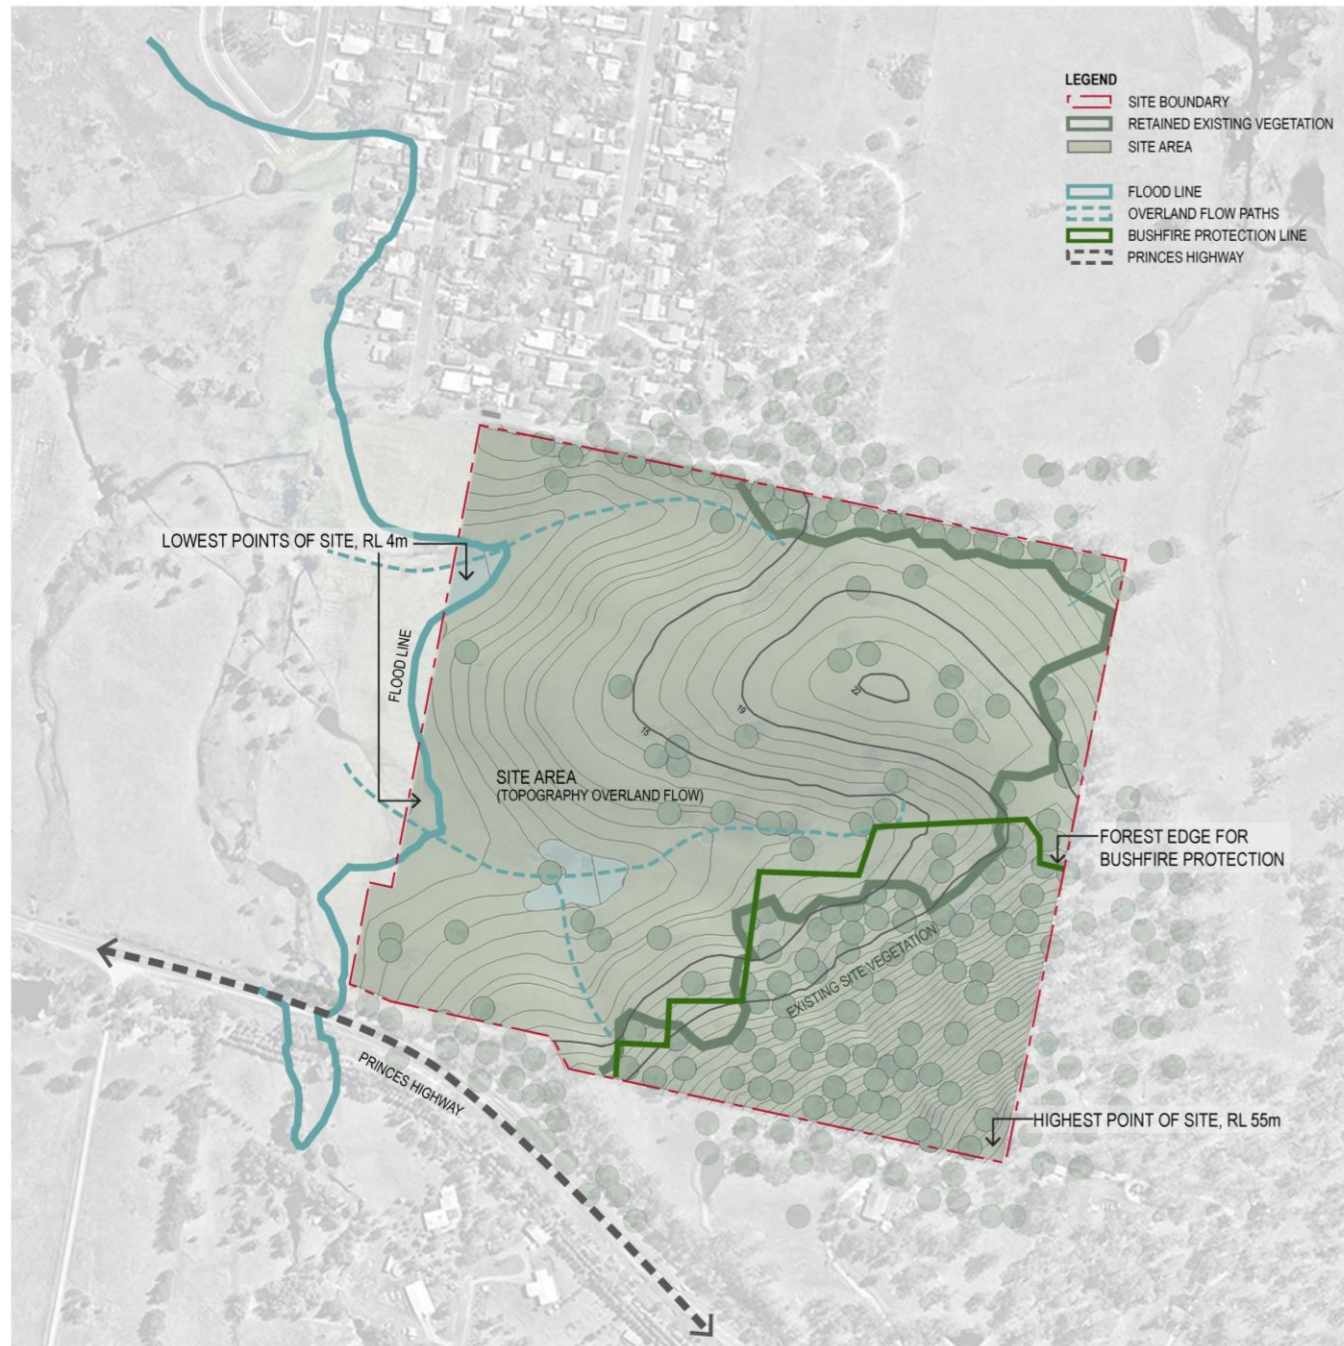 LEGEND
SITE BOUNDARY
RETAINED EXISTING VEGETATION
SITE AREA
FLOOD LINE
OVERLAND FLOW PATHS
BUSHFIRE PROTECTION LINE
PRINCES HIGHWAY
LOWEST POINTS OF SITE, RL 4m
FLOOD LINE
22
19
15
SITE AREA
(TOPOGRAPHY OVERLAND FLOW)
FOREST EDGE FOR
BUSHFIRE PROTECTION
EXISTING SITE VEGETATION
PRINCES HIGHWAY
HIGHEST POINT OF SITE, RL 55m